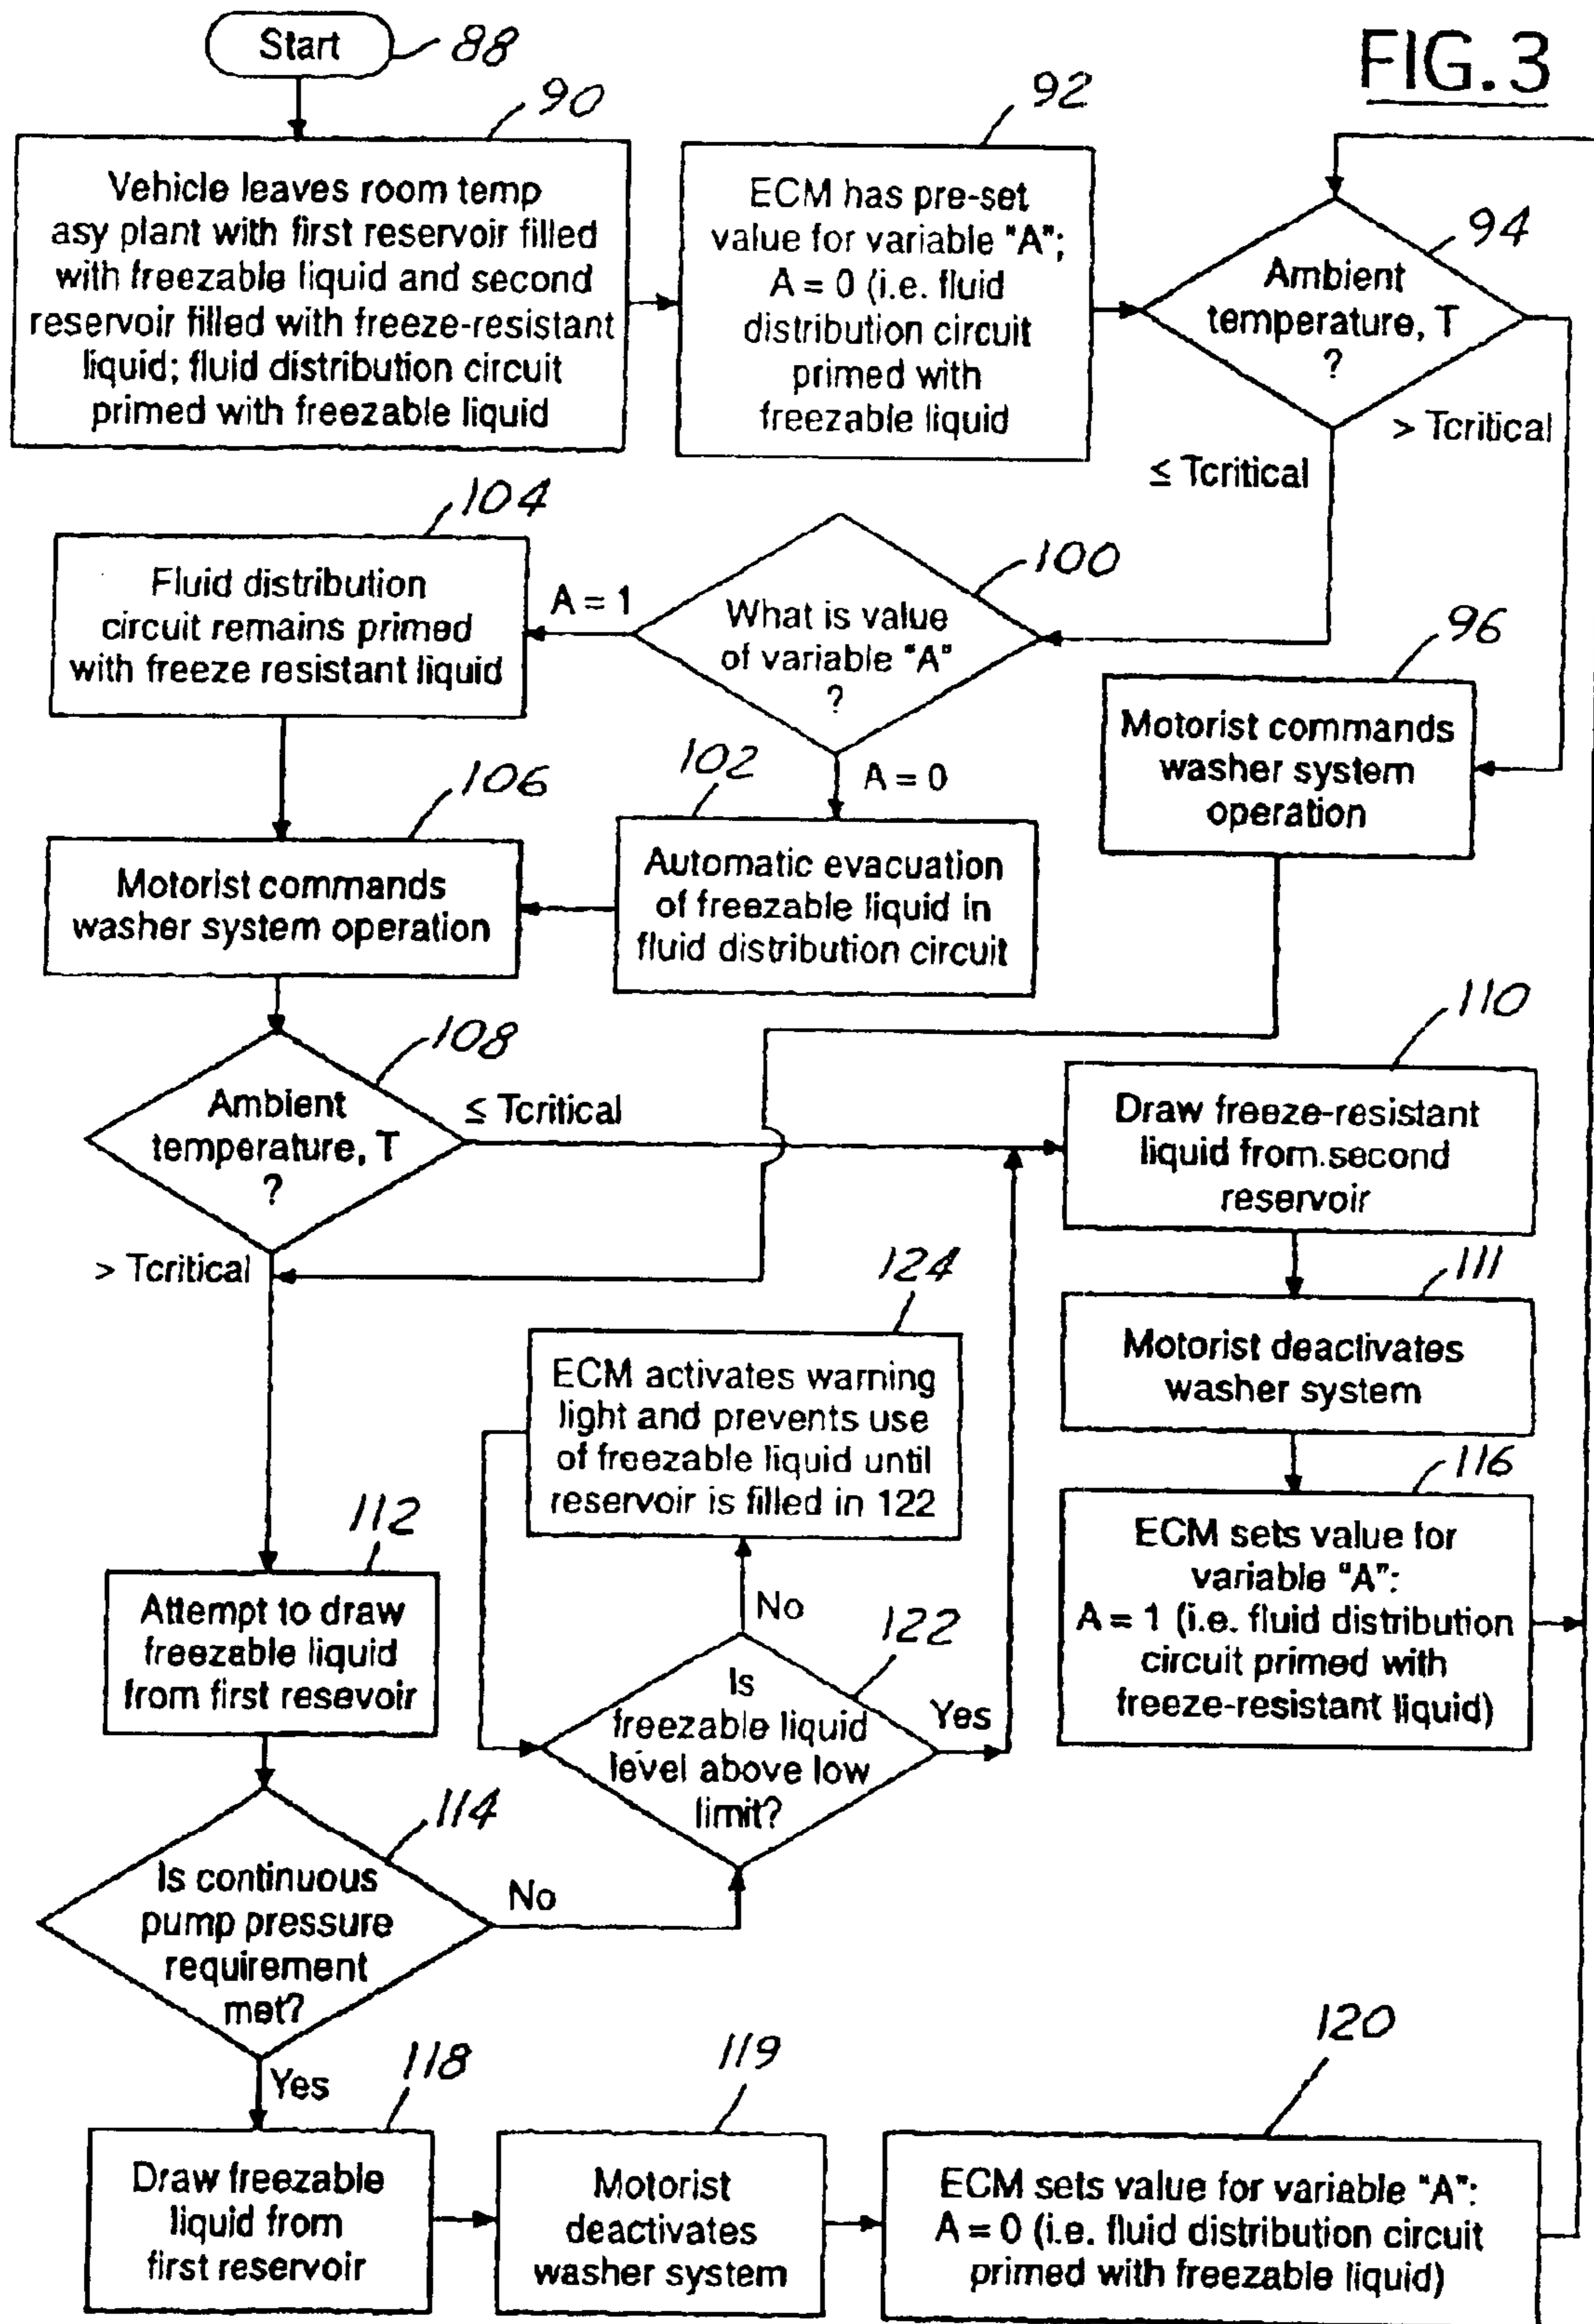 FIG. 3
Start
88
90
Vehicle leaves room temp
asy plant with first reservoir filled
with freezable liquid and second
reservoir filled with freeze-resistant
liquid; fluid distribution circuit
primed with freezable liquid
92
ECM has pre-set
value for variable "A";
A = 0 (i.e. fluid
distribution circuit
primed with
freezable liquid
94
Ambient
temperature, T
?
> Tcritical
≤ Tcritical
104
Fluid distribution
circuit remains primed
with freeze resistant liquid
A = 1
100
What is value
of variable "A"
?
A = 0
96
Motorist commands
washer system
operation
106
Motorist commands
washer system operation
102
Automatic evacuation
of freezable liquid in
fluid distribution circuit
108
Ambient
temperature, T
?
≤ Tcritical
> Tcritical
110
Draw freeze-resistant
liquid from.second
reservoir
111
Motorist deactivates
washer system
116
ECM sets value for
variable "A":
A = 1 (i.e. fluid distribution
circuit primed with
freeze-resistant liquid)
124
ECM activates warning
light and prevents use
of freezable liquid until
reservoir is filled in 122
No
122
Is
freezable liquid
level above low
limit?
Yes
112
Attempt to draw
freezable liquid
from first resevoir
114
Is continuous
pump pressure
requirement
met?
No
Yes
118
Draw freezable
liquid from
first reservoir
119
Motorist
deactivates
washer system
120
ECM sets value for variable "A":
A = 0 (i.e. fluid distribution circuit
primed with freezable liquid)